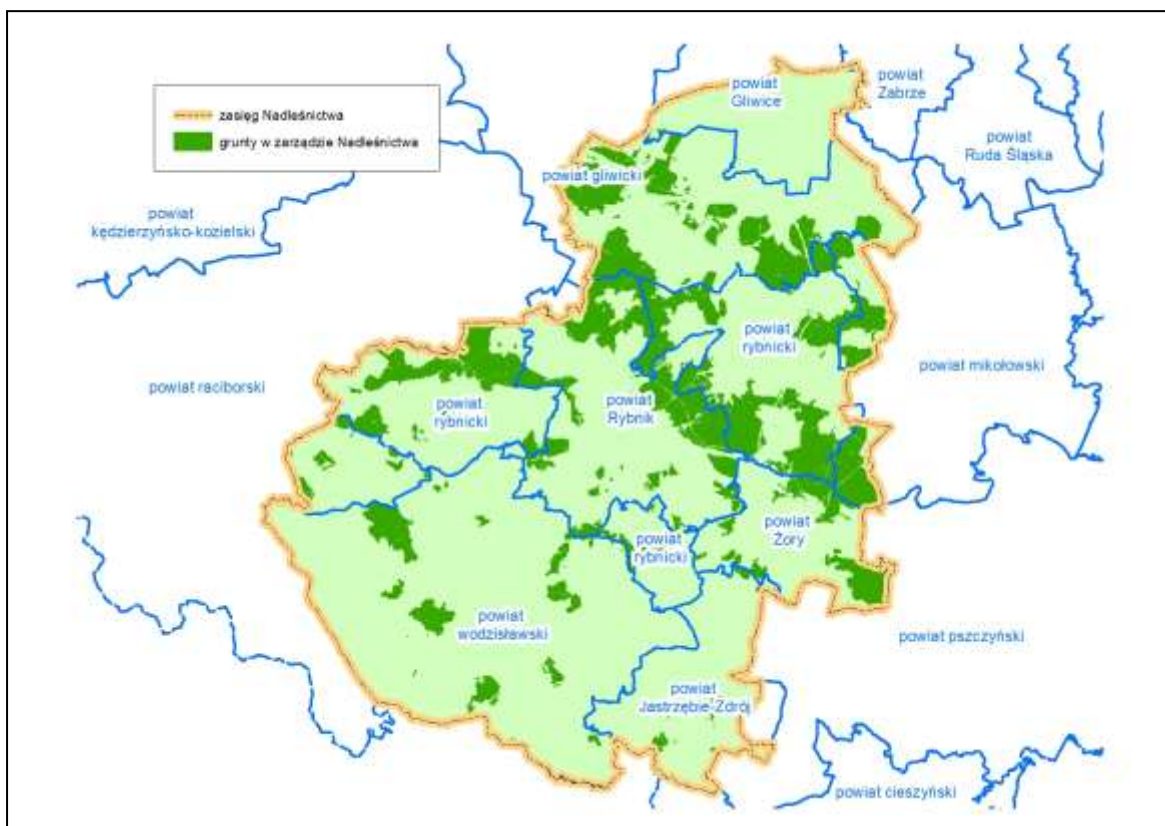 powiat
Gliwice
powiat
Zabrze
zasięg Nadleśnictwa
grunty w zarządzie Nadleśnictwa
powiat
Ruda Śląska
powiat gliwicki
powiat
kędzierzyńsko-kozielski
powiat
rybnicki
powiat mikołowski
powiat raciborski
powiat
rybnicki
powiat
Rybnik
powiat
Żory
powiat
rybnicki
powiat
wodzisławski
powiat pszczyński
powiat
Jastrzębie-Zdrój
powiat cieszyński